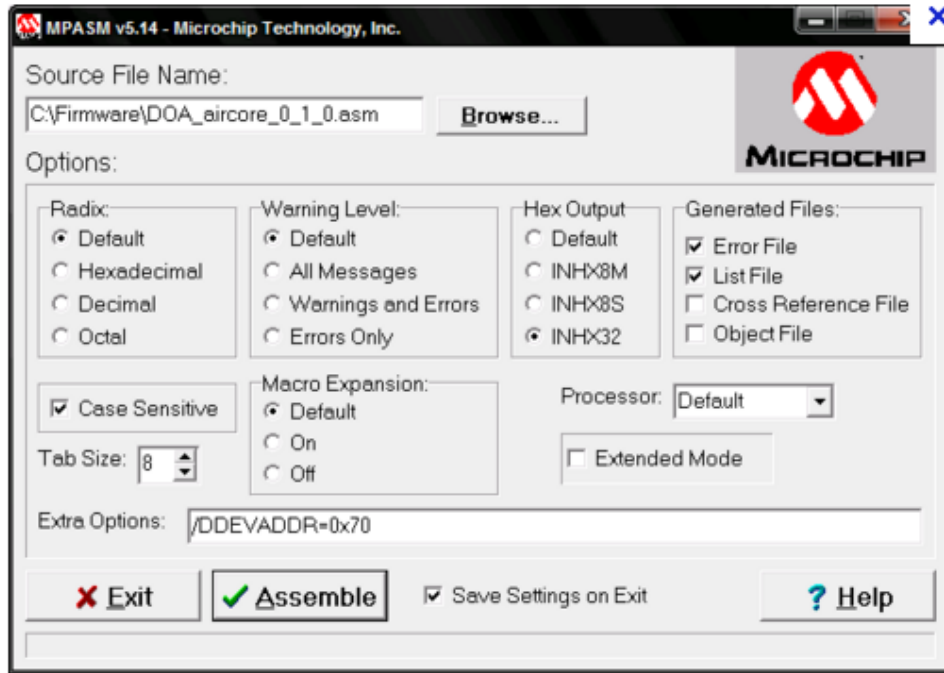 MPASM v5.14 - Microchip Technology, Inc.
Source File Name:
C:\Firmware\DOA_aircore_0_1_0.asm
Browse...
MICROCHIP
Options:
Radix:
Default
Hexadecimal
Decimal
Octal
Warning Level:
Default
All Messages
Warnings and Errors
Errors Only
Hex Output
Default
INHX8M
INHX8S
INHX32
Generated Files:
Error File
List File
Cross Reference File
Object File
Case Sensitive
Tab Size: 8
Macro Expansion:
Default
On
Off
Processor: Default
Extended Mode
Extra Options: /DDEVADDR=0x70
Exit
Assemble
Save Settings on Exit
? Help